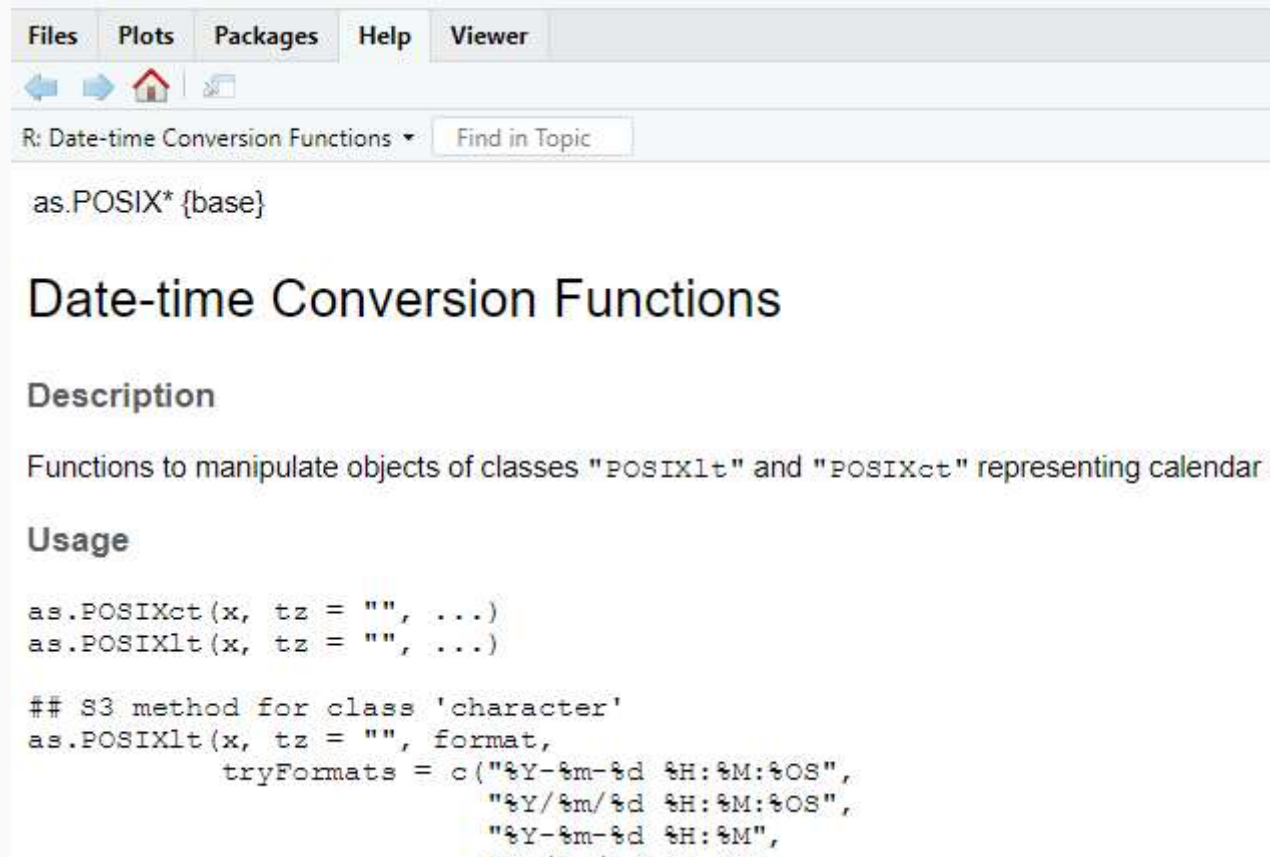 Files Plots Packages Help Viewer
R: Date-time Conversion Functions Find in Topic
as.POSIX* {base}
Date-time Conversion Functions
Description
Functions to manipulate objects of classes "POSIXlt" and "POSIXct" representing calendar
Usage
as.POSIXct(x, tz = "", ...)
as.POSIXlt(x, tz = "", ...)
## S3 method for class 'character'
as.POSIXlt(x, tz = "", format,
tryFormats = c("%Y-%m-%d %H:%M:%OS",
"%Y/%m/%d %H:%M:%OS",
"%Y-%m-%d %H:%M",